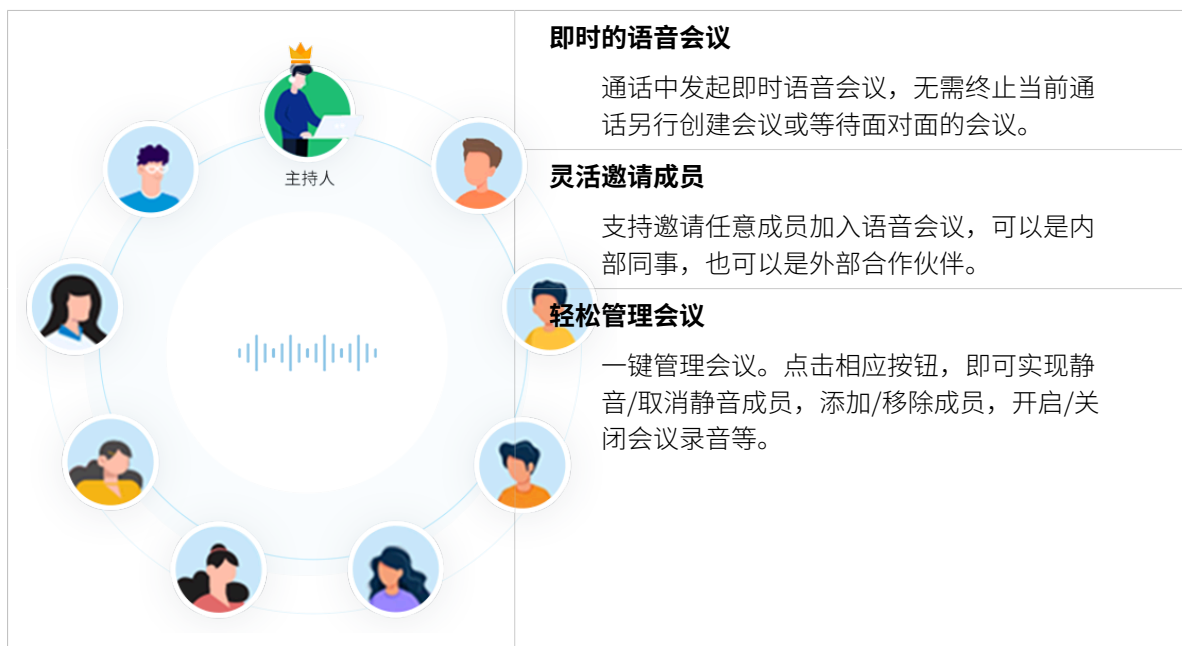 主持人
即时的语音会议
通话中发起即时语音会议，无需终止当前通
话另行创建会议或等待面对面的会议。
灵活邀请成员
支持邀请任意成员加入语音会议，可以是内
部同事，也可以是外部合作伙伴。
轻松管理会议
一键管理会议。点击相应按钮，即可实现静
音/取消静音成员，添加/移除成员，开启/关
闭会议录音等。